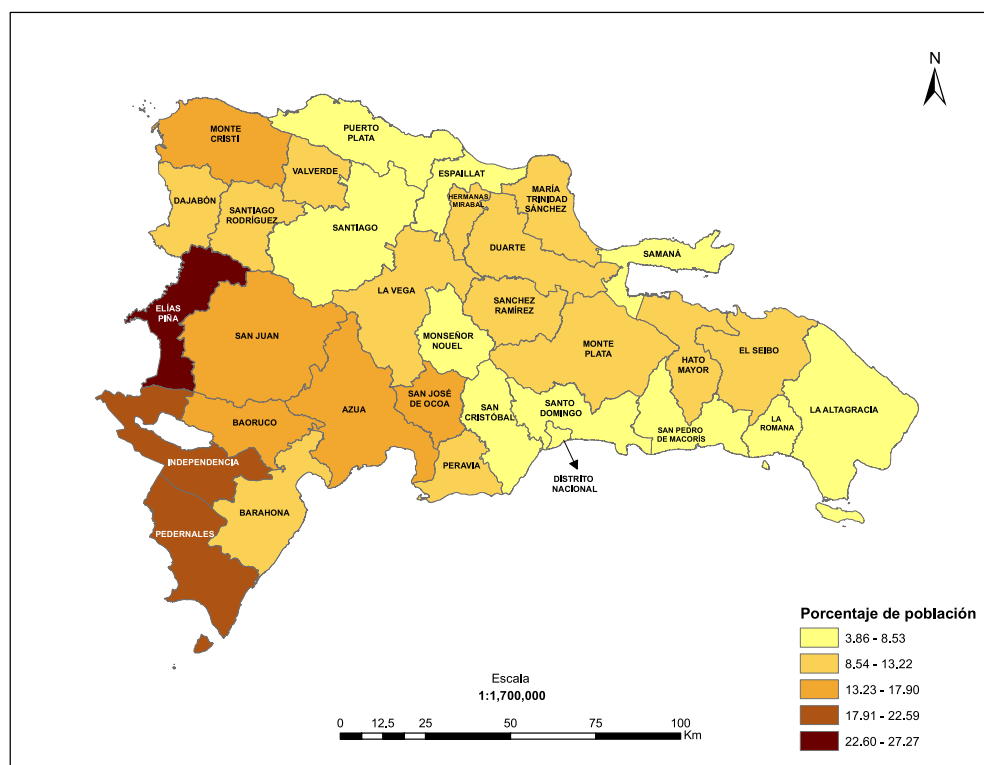 N
MONTE
CRISTI
PUERTO
PLATA
VALVERDE
ESPAILLAT
DAJABÓN
SANTIAGO
RODRÍGUEZ
HERMANAS
MIRABAL
MARÍA
TRINIDAD
SÁNCHEZ
SANTIAGO
DUARTE
SAMANÁ
LA VEGA
ELÍAS
PIÑA
SANCHEZ
RAMÍREZ
SAN JUAN
MONSEÑOR
NOUEL
MONTE
PLATA
EL SEIBO
HATO
MAYOR
SAN JOSÉ
DE OCOA
AZUA
SAN
CRISTÓBAL
SANTO
DOMINGO
LA ALTAGRACIA
BAORUCO
SAN PEDRO
DE MACORÍS
LA
ROMANA
INDEPENDENCIA
PERAVIA
DISTRITO
NACIONAL
BARAHONA
PEDERNALES
Porcentaje de población
3.86 - 8.53
8.54 - 13.22
13.23 - 17.90
17.91 - 22.59
22.60 - 27.27
Escala
1:1,700,000
0 12.5 25 50 75 100
Km